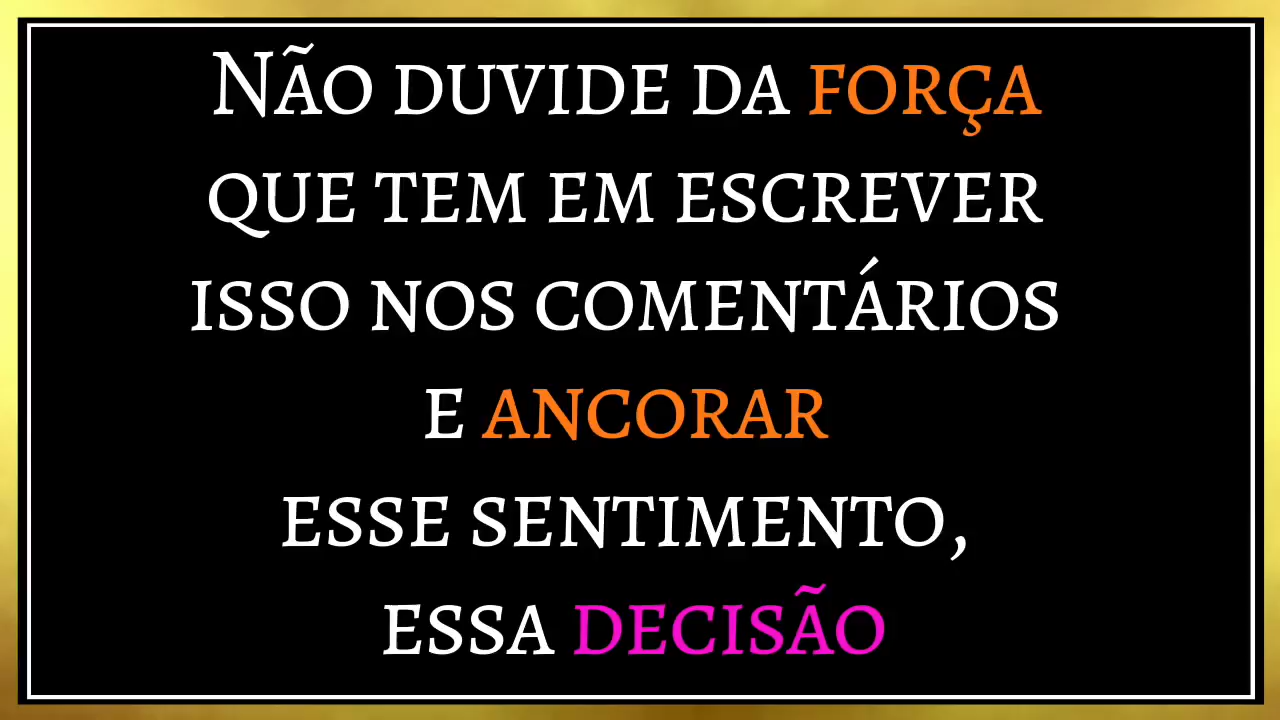 Não duvide da força
que tem em escrever
isso nos comentários
e ancorar
esse sentimento,
essa decisão